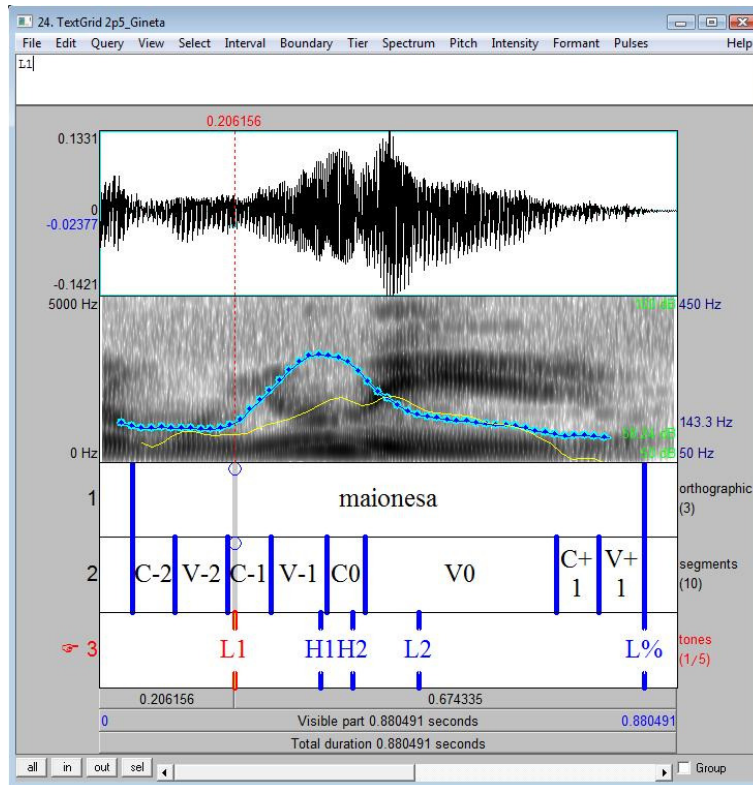 24. TextGrid 2p5_Gineta
File Edit Query View Select Interval Boundary Tier Spectrum Pitch Intensity Formant Pulses Help
L1
0.206156
0.1331
0
-0.02377
-0.1421
5000 Hz
450 Hz
143.3 Hz
0 Hz
50 Hz
1 maionesa orthographic
(3)
2 C-2 V-2 C-1 V-1 C0 V0 C+1 V+1 segments
(10)
3 L1 H1 H2 L2 L% tones
(1/5)
0.206156 0.674335
0 Visible part 0.880491 seconds 0.880491
Total duration 0.880491 seconds
all in out sel Group